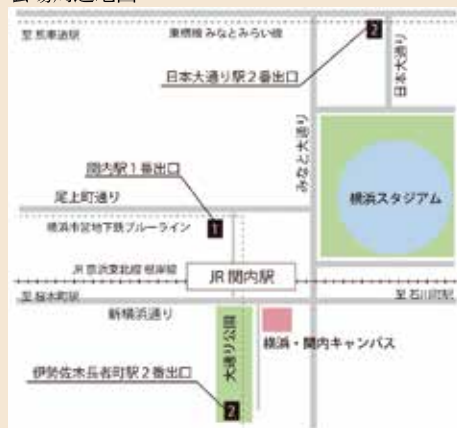 会場周辺地図
至 馬車道駅
東横線 みなとみらい線
2
日本大通り駅２番出口
日本大通り
みなと大通り
関内駅１番出口
横浜スタジアム
尾上町通り
横浜市営地下鉄ブルーライン
1
JR 京浜東北線 根岸線
JR 関内駅
至 桜木町駅
至 石川町駅
新横浜通り
大通り公園
横浜・関内キャンパス
伊勢佐木長者町駅２番出口
2